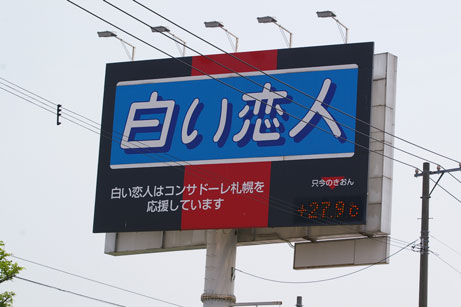 白い恋人
白い恋人はコンサドーレ札幌を
応援しています
只今のきおん
+27.9c